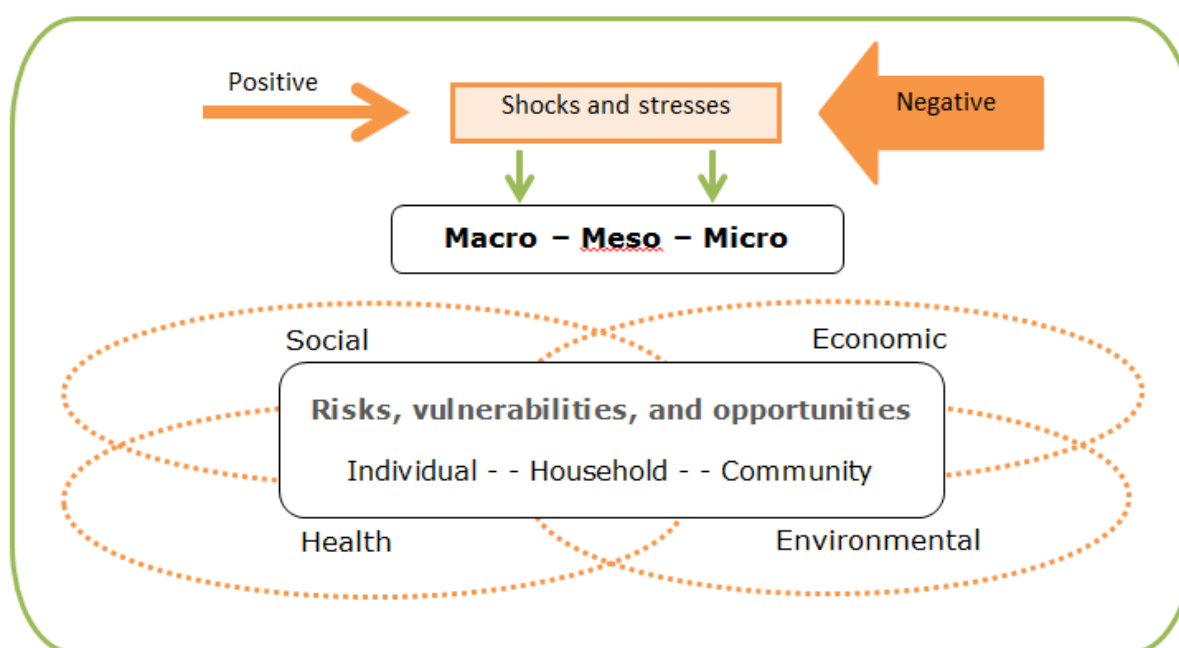 Positive
Shocks and stresses
Negative
Macro – Meso – Micro
Social
Economic
Risks, vulnerabilities, and opportunities
Individual - - Household - - Community
Health
Environmental